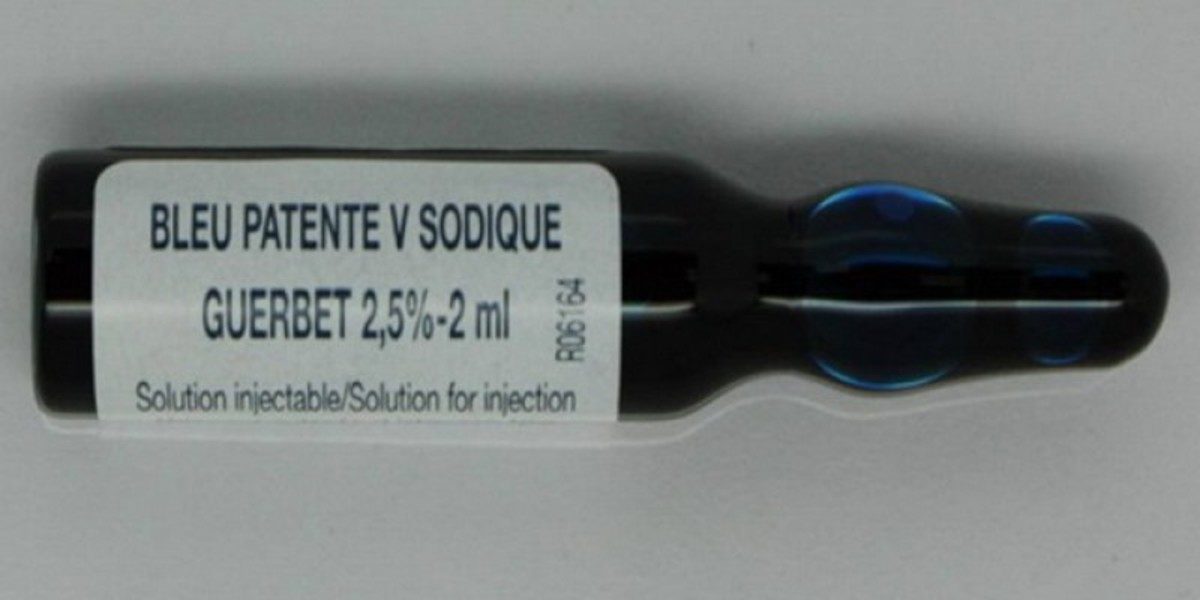 BLEU PATENTE V SODIQUE
GUERBET 2,5%-2 ml
R06164
Solution injectable/Solution for injection